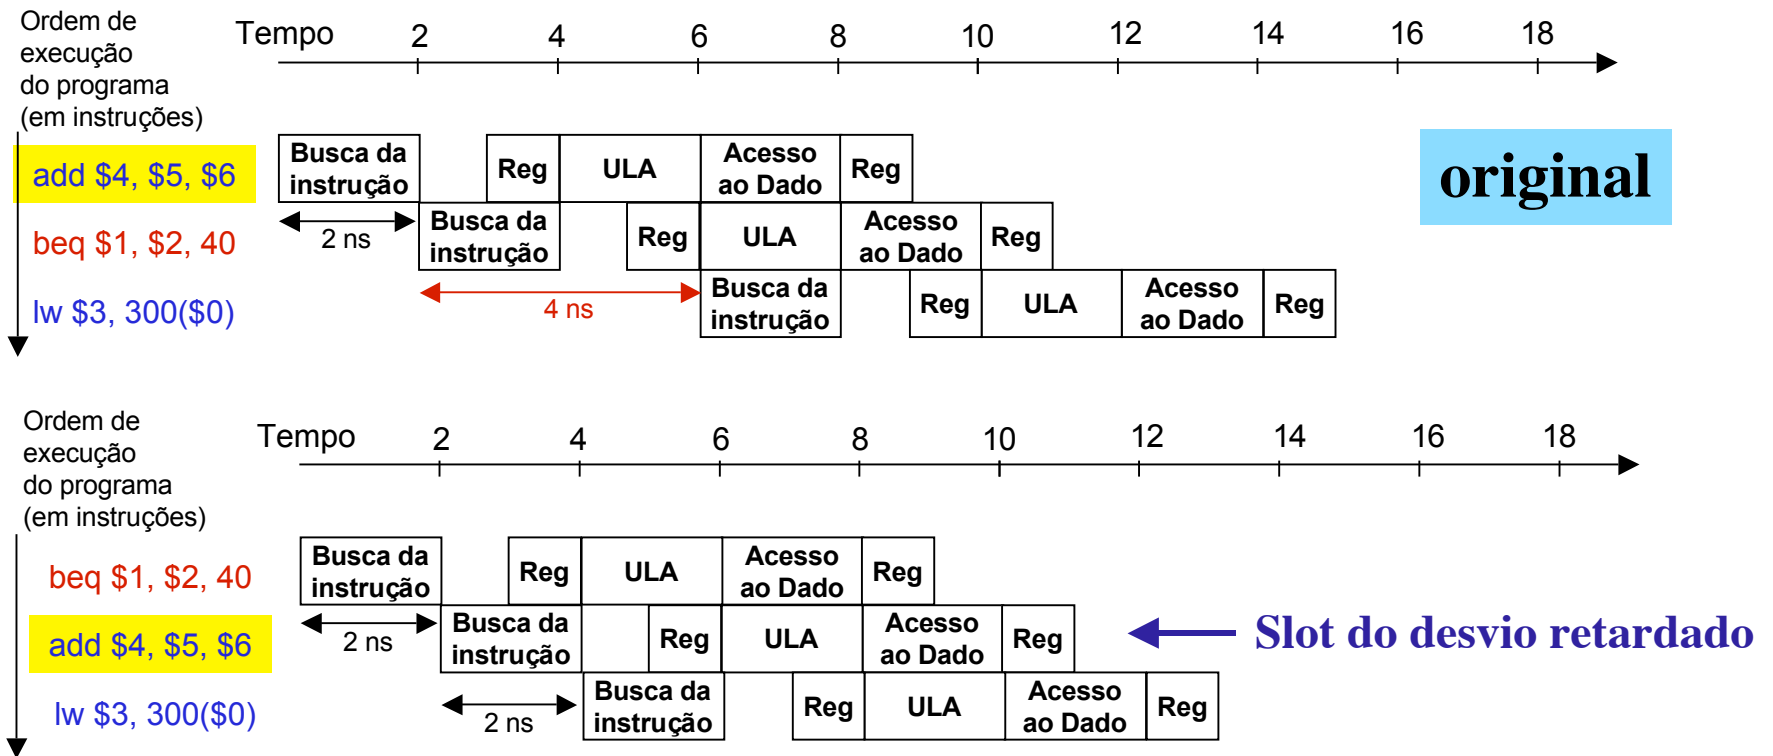 Ordem de
execução
do programa
(em instruções)
Tempo 2 4 6 8 10 12 14 16 18
add $4, $5, $6
Busca da
instrução
Reg
ULA
Acesso
ao Dado
Reg
original
2 ns
beq $1, $2, 40
Busca da
instrução
Reg
ULA
Acesso
ao Dado
Reg
4 ns
lw $3, 300($0)
Busca da
instrução
Reg
ULA
Acesso
ao Dado
Reg
Ordem de
execução
do programa
(em instruções)
Tempo 2 4 6 8 10 12 14 16 18
beq $1, $2, 40
Busca da
instrução
Reg
ULA
Acesso
ao Dado
Reg
2 ns
add $4, $5, $6
Busca da
instrução
Reg
ULA
Acesso
ao Dado
Reg
Slot do desvio retardado
2 ns
lw $3, 300($0)
Busca da
instrução
Reg
ULA
Acesso
ao Dado
Reg